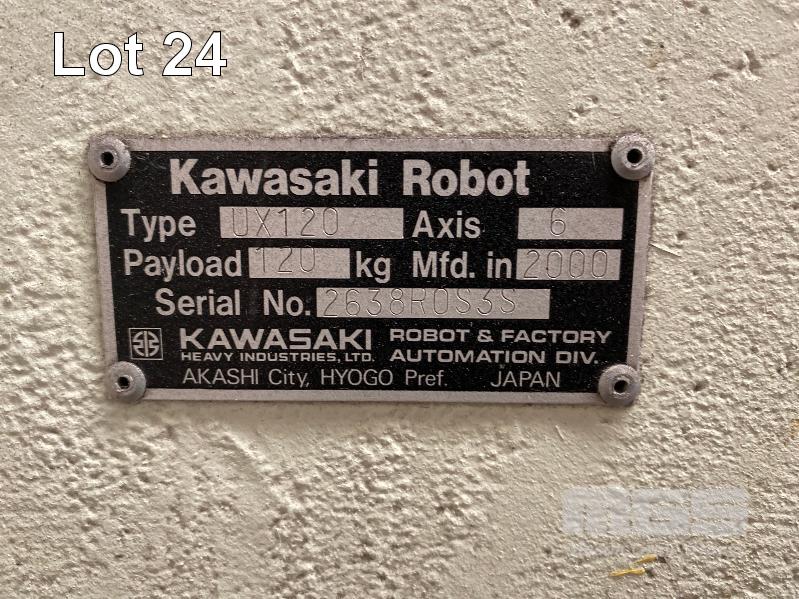 Lot 24
Kawasaki Robot
Type UX120 Axis 6
Payload 120 kg Mfd. in 2000
Serial No. 2638R0S3S
KAWASAKI ROBOT & FACTORY
HEAVY INDUSTRIES, LTD. AUTOMATION DIV.
AKASHI City, HYOGO Pref. JAPAN
MGS